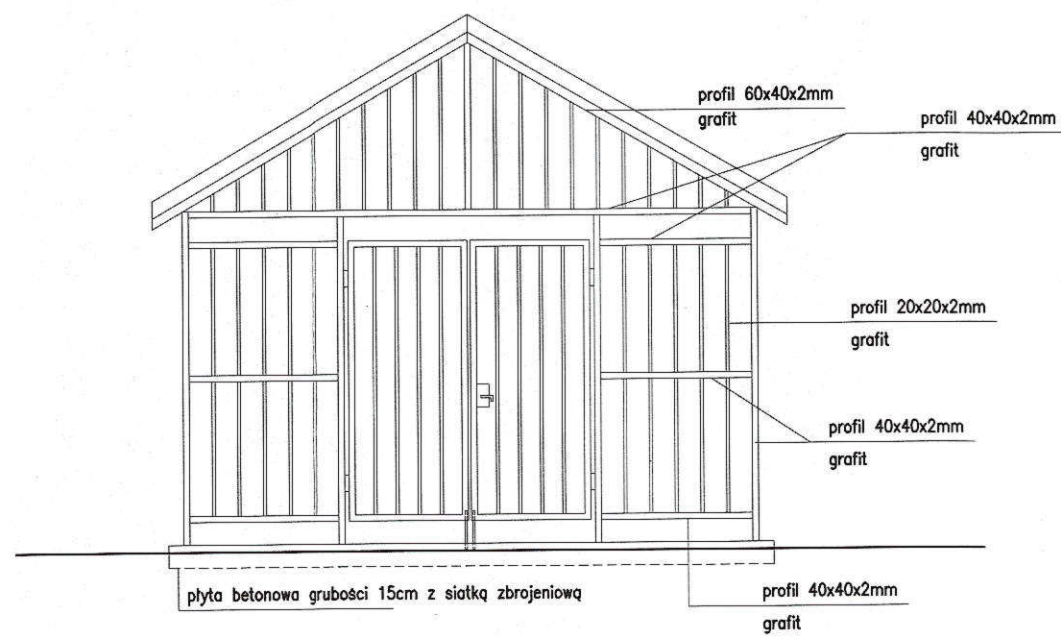 profil 60x40x2mm
grafit
profil 40x40x2mm
grafit
profil 20x20x2mm
grafit
profil 40x40x2mm
grafit
płyta betonowa grubości 15cm z siatką zbrojeniową
profil 40x40x2mm
grafit